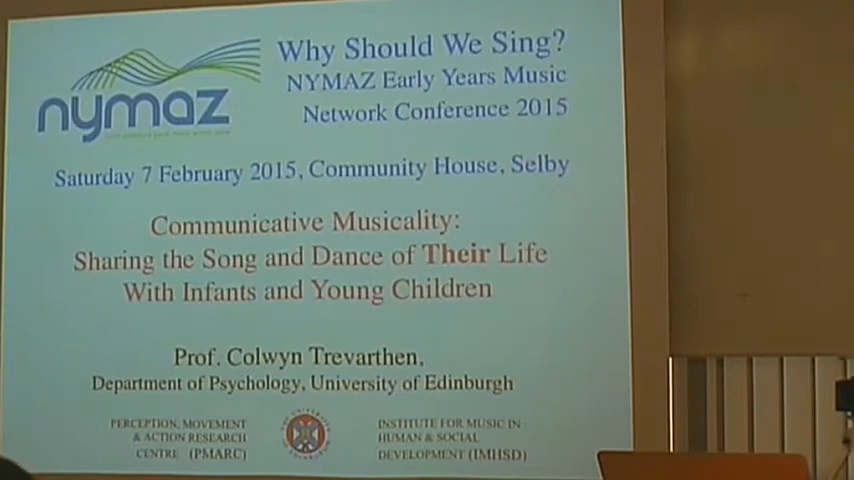 nymaz
Why Should We Sing?
NYMAZ Early Years Music
Network Conference 2015
Saturday 7 February 2015, Community House, Selby
Communicative Musicality:
Sharing the Song and Dance of Their Life
With Infants and Young Children
Prof. Colwyn Trevarthen,
Department of Psychology, University of Edinburgh
PERCEPTION, MOVEMENT
& ACTION RESEARCH
CENTRE (PMARC)
INSTITUTE FOR MUSIC IN
HUMAN & SOCIAL
DEVELOPMENT (IMHSD)